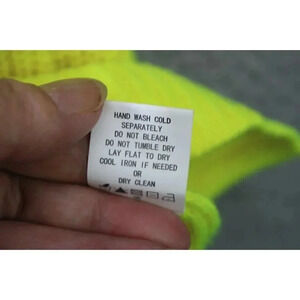 HAND WASH COLD
SEPARATELY
DO NOT BLEACH
DO NOT TUMBLE DRY
LAY FLAT TO DRY
COOL IRON IF NEEDED
OR
DRY CLEAN